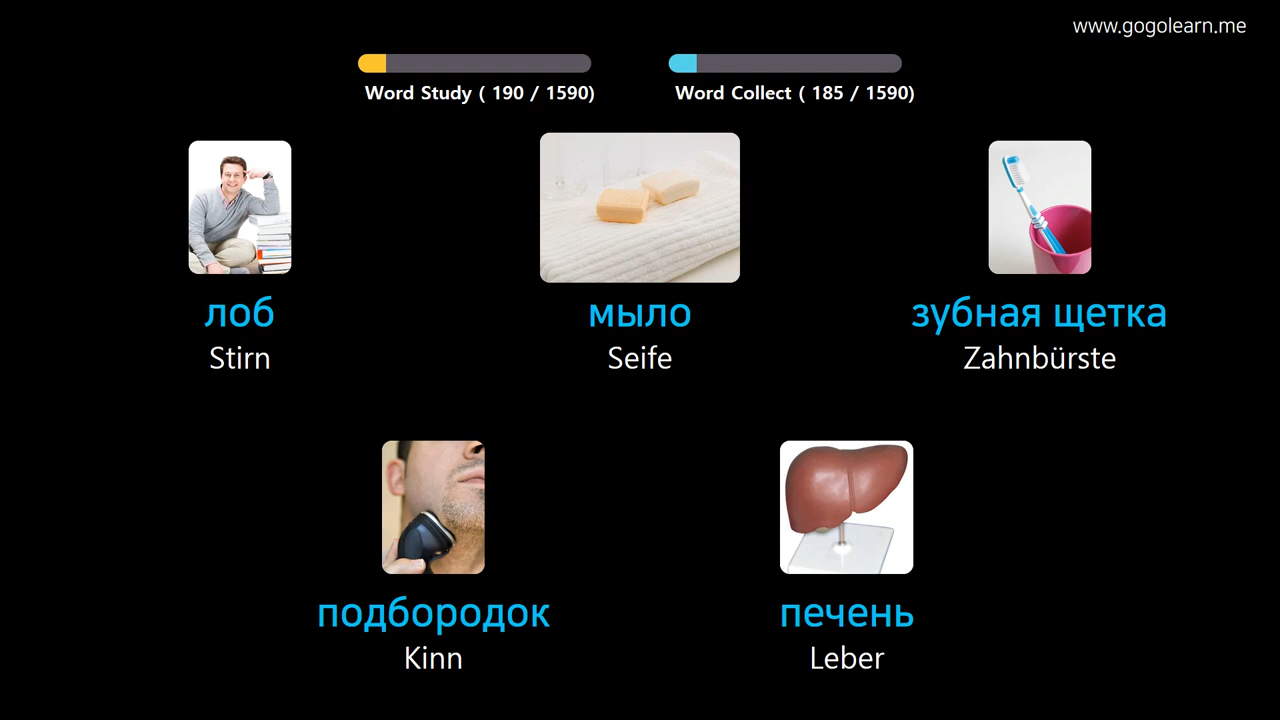 www.gogolearn.me
Word Study ( 190 / 1590)
Word Collect ( 185 / 1590)
лоб
Stirn
мыло
Seife
зубная щетка
Zahnbürste
подбородок
Kinn
печень
Leber